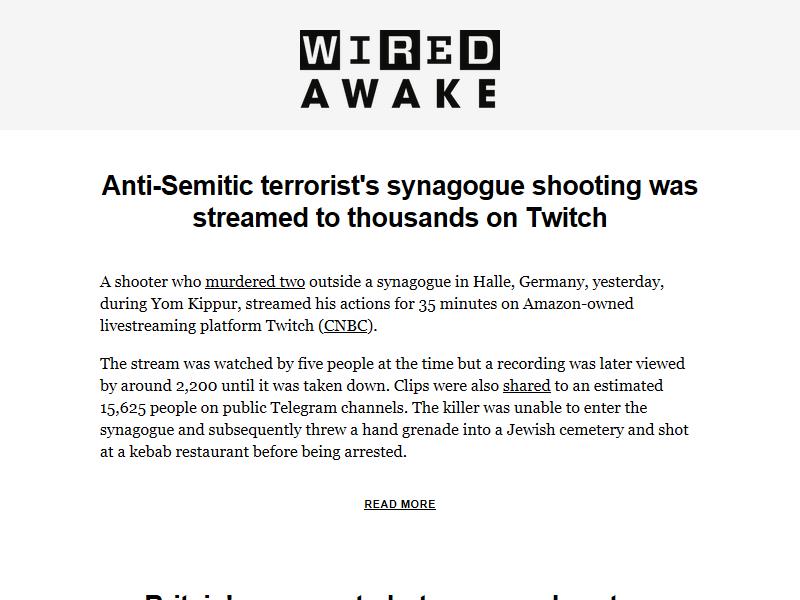 WIRED
AWAKE
Anti-Semitic terrorist's synagogue shooting was
streamed to thousands on Twitch
A shooter who murdered two outside a synagogue in Halle, Germany, yesterday,
during Yom Kippur, streamed his actions for 35 minutes on Amazon-owned
livestreaming platform Twitch (CNBC).
The stream was watched by five people at the time but a recording was later viewed
by around 2,200 until it was taken down. Clips were also shared to an estimated
15,625 people on public Telegram channels. The killer was unable to enter the
synagogue and subsequently threw a hand grenade into a Jewish cemetery and shot
at a kebab restaurant before being arrested.
READ MORE